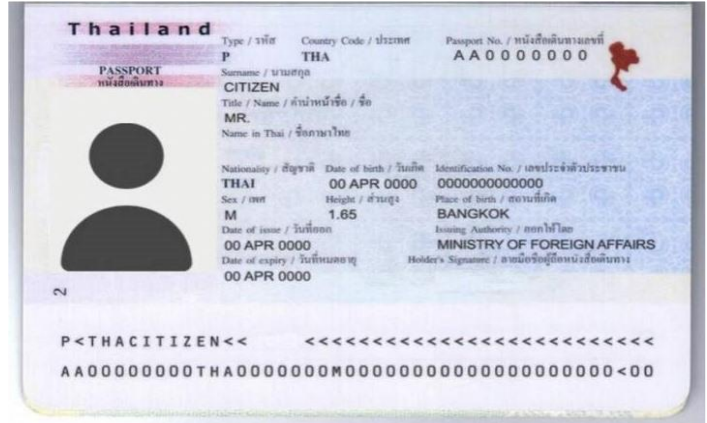 Thailand
Type / รหัส Country Code / ประเทศ Passport No. / หนังสือเดินทางเลขที่
P THA AA0000000
PASSPORT
หนังสือเดินทาง
Surname / นามสกุล
CITIZEN
Title / Name / คำนำหน้าชื่อ / ชื่อ
MR.
Name in Thai / ชื่อภาษาไทย
Nationality / สัญชาติ Date of birth / วันเกิด Identification No. / เลขประจำตัวประชาชน
THAI 00 APR 0000 0000000000000
Sex / เพศ Height / ส่วนสูง Place of birth / สถานที่เกิด
M 1.65 BANGKOK
Date of issue / วันที่ออก Issuing Authority / ออกให้โดย
00 APR 0000 MINISTRY OF FOREIGN AFFAIRS
Date of expiry / วันที่หมดอายุ Holder's Signature / ลายมือชื่อผู้ถือหนังสือเดินทาง
00 APR 0000
2
P<THACITIZEN<< <<<<<<<<<<<<<<<<<<<<<<<<<<
AA00000000THA0000000M00000000000000000000000<00